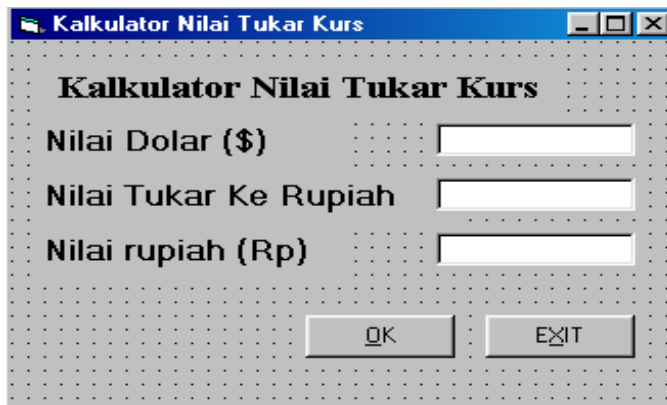 Kalkulator Nilai Tukar Kurs
Kalkulator Nilai Tukar Kurs
Nilai Dolar ($)
Nilai Tukar Ke Rupiah
Nilai rupiah (Rp)
OK EXIT